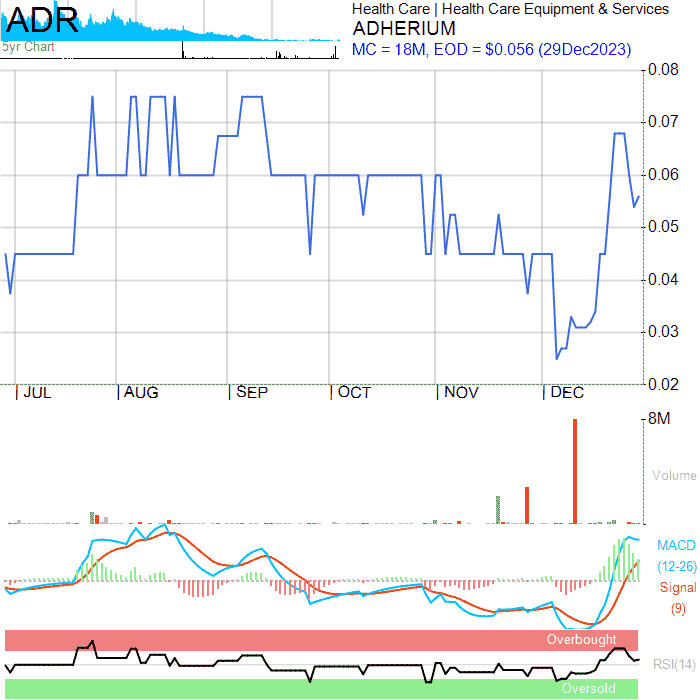 ADR
5yr Chart
Health Care | Health Care Equipment & Services
ADHERIUM
MC = 18M, EOD = $0.056 (29Dec2023)
0.08
0.07
0.06
0.05
0.04
0.03
0.02
JUL AUG SEP OCT NOV DEC
8M
Volume
MACD
(12-26)
Signal
(9)
Overbought
RSI(14)
Oversold